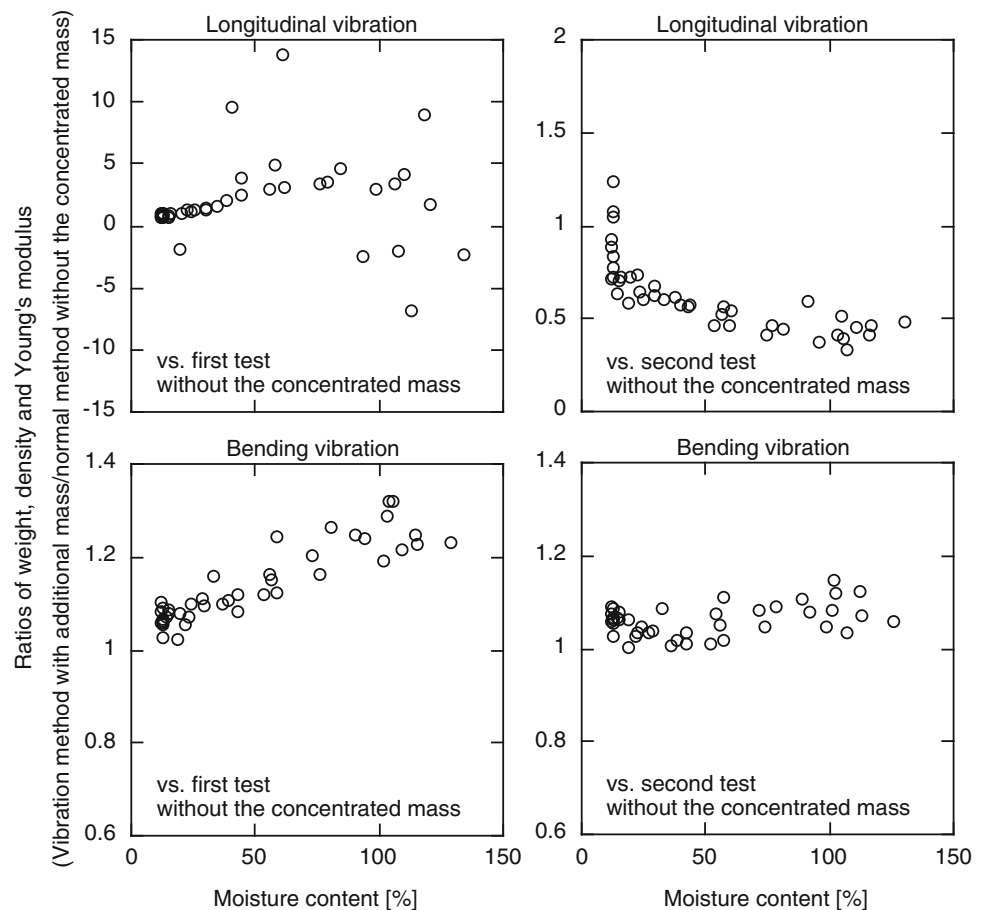 Ratios of weight, density and Young's modulus
(Vibration method with additional mass/normal method without the concentrated mass)
Longitudinal vibration
15
10
5
0
-5
-10
-15
vs. first test
without the concentrated mass
Longitudinal vibration
2
1.5
1
0.5
0
vs. second test
without the concentrated mass
Bending vibration
1.4
1.2
1
0.8
0.6
vs. first test
without the concentrated mass
0 50 100 150
Moisture content [%]
Bending vibration
1.4
1.2
1
0.8
0.6
vs. second test
without the concentrated mass
0 50 100 150
Moisture content [%]